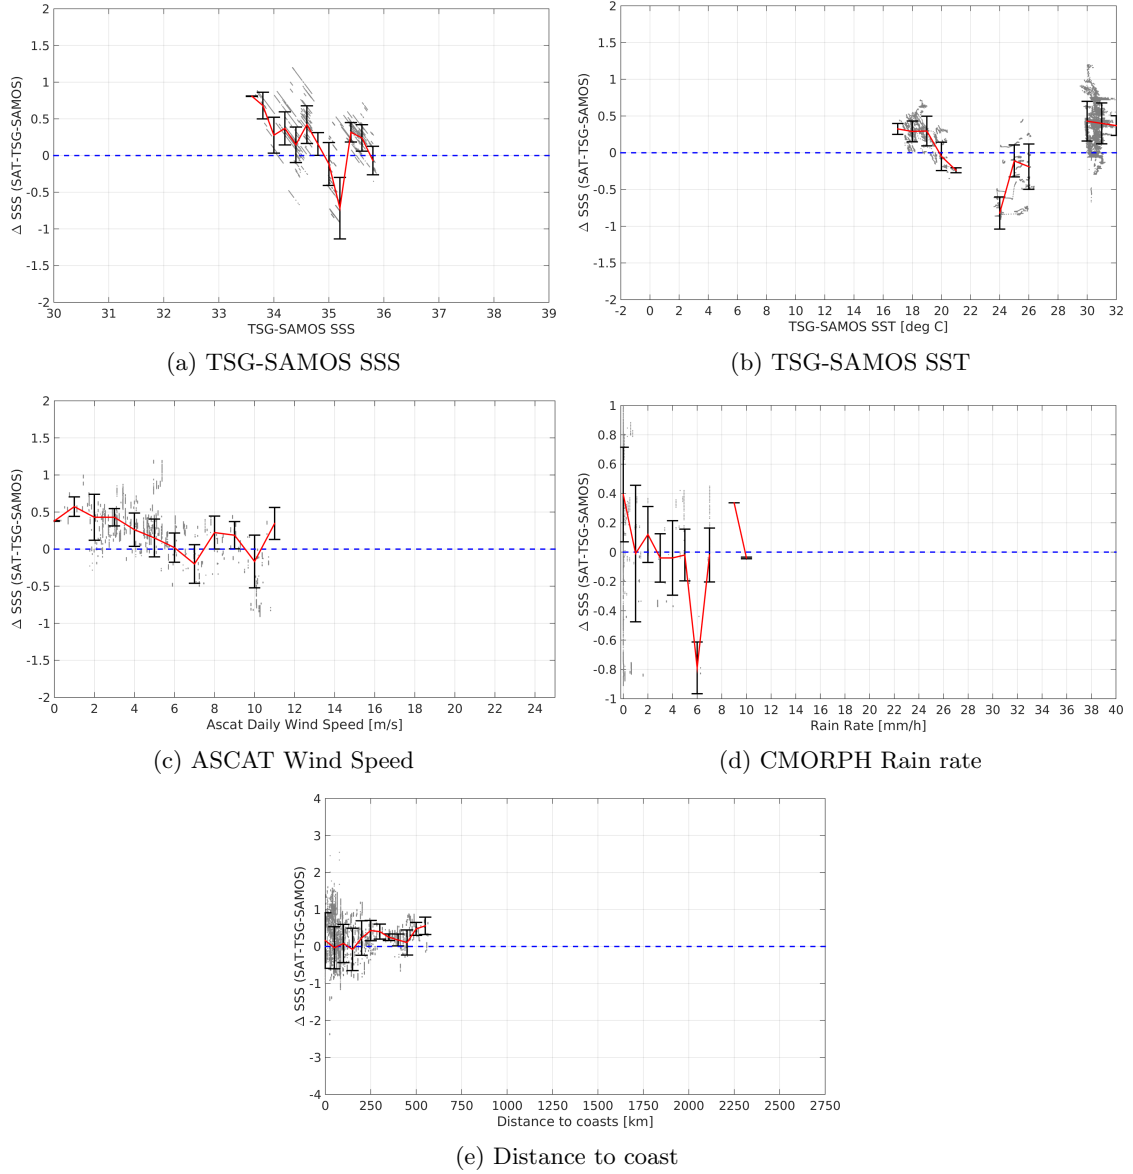 2
1.5
1
0.5
0
-0.5
-1
-1.5
-2
Δ SSS (SAT-TSG-SAMOS)
30 31 32 33 34 35 36 37 38 39
TSG-SAMOS SSS
(a) TSG-SAMOS SSS
2
1.5
1
0.5
0
-0.5
-1
-1.5
-2
Δ SSS (SAT-TSG-SAMOS)
-2 0 2 4 6 8 10 12 14 16 18 20 22 24 26 28 30 32
TSG-SAMOS SST [deg C]
(b) TSG-SAMOS SST
2
1.5
1
0.5
0
-0.5
-1
-1.5
-2
Δ SSS (SAT-TSG-SAMOS)
0 2 4 6 8 10 12 14 16 18 20 22 24
Ascat Daily Wind Speed [m/s]
(c) ASCAT Wind Speed
1
0.8
0.6
0.4
0.2
0
-0.2
-0.4
-0.6
-0.8
-1
Δ SSS (SAT-TSG-SAMOS)
0 2 4 6 8 10 12 14 16 18 20 22 24 26 28 30 32 34 36 38 40
Rain Rate [mm/h]
(d) CMORPH Rain rate
4
3
2
1
0
-1
-2
-3
-4
Δ SSS (SAT-TSG-SAMOS)
0 250 500 750 1000 1250 1500 1750 2000 2250 2500 2750
Distance to coasts [km]
(e) Distance to coast